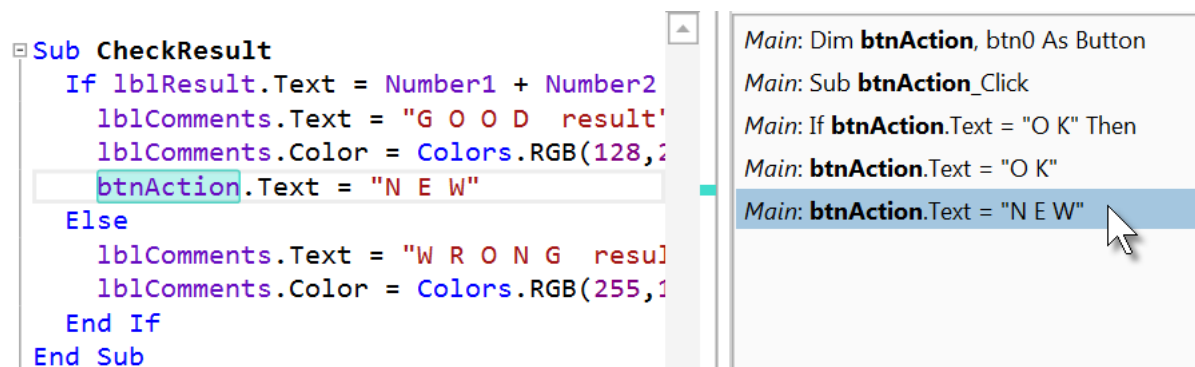 Sub CheckResult
If lblResult.Text = Number1 + Number2
lblComments.Text = "G O O D  result"
lblComments.Color = Colors.RGB(128,2
btnAction.Text = "N E W"
Else
lblComments.Text = "W R O N G  resul
lblComments.Color = Colors.RGB(255,1
End If
End Sub
Main: Dim btnAction, btn0 As Button
Main: Sub btnAction_Click
Main: If btnAction.Text = "O K" Then
Main: btnAction.Text = "O K"
Main: btnAction.Text = "N E W"